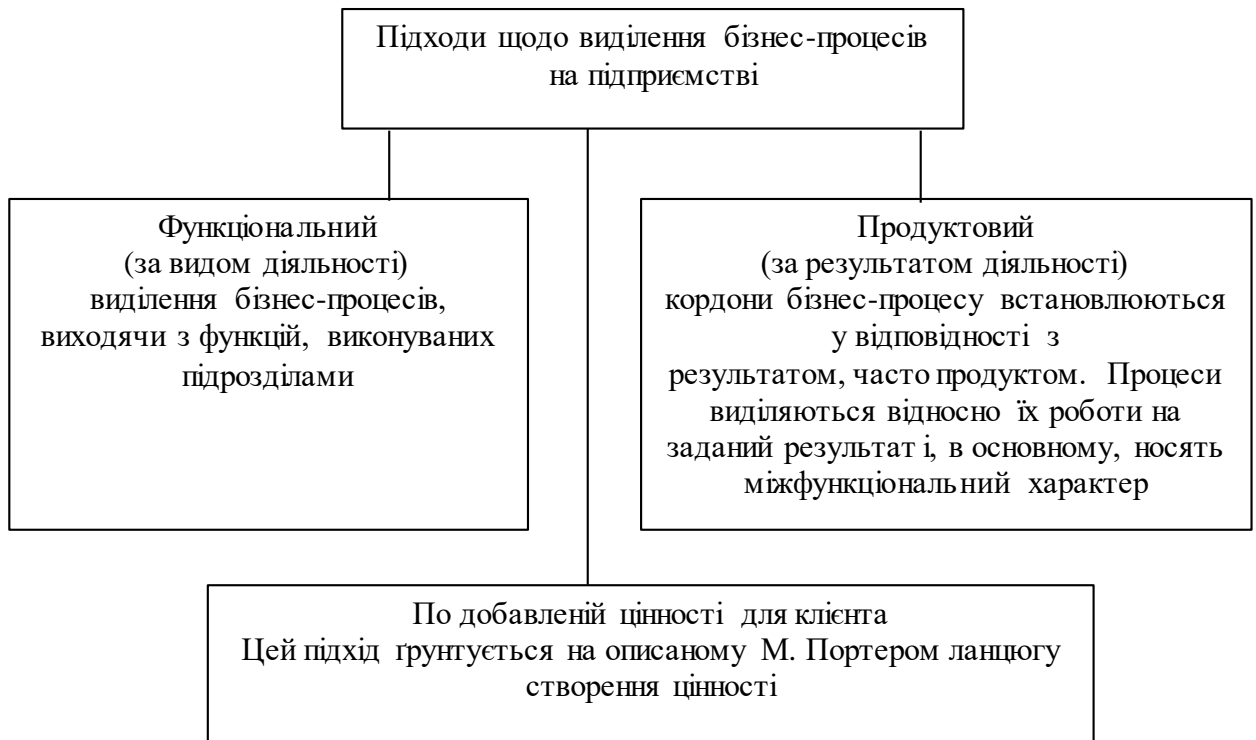 Підходи щодо виділення бізнес-процесів
на підприємстві
Функціональний
(за видом діяльності)
виділення бізнес-процесів,
виходячи з функцій, виконуваних
підрозділами
Продуктовий
(за результатом діяльності)
кордони бізнес-процесу встановлюються
у відповідності з
результатом, часто продуктом. Процеси
виділяються відносно їх роботи на
заданий результат і, в основному, носять
міжфункціональний характер
По добавленій цінності для клієнта
Цей підхід ґрунтується на описаному М. Портером ланцюгу
створення цінності